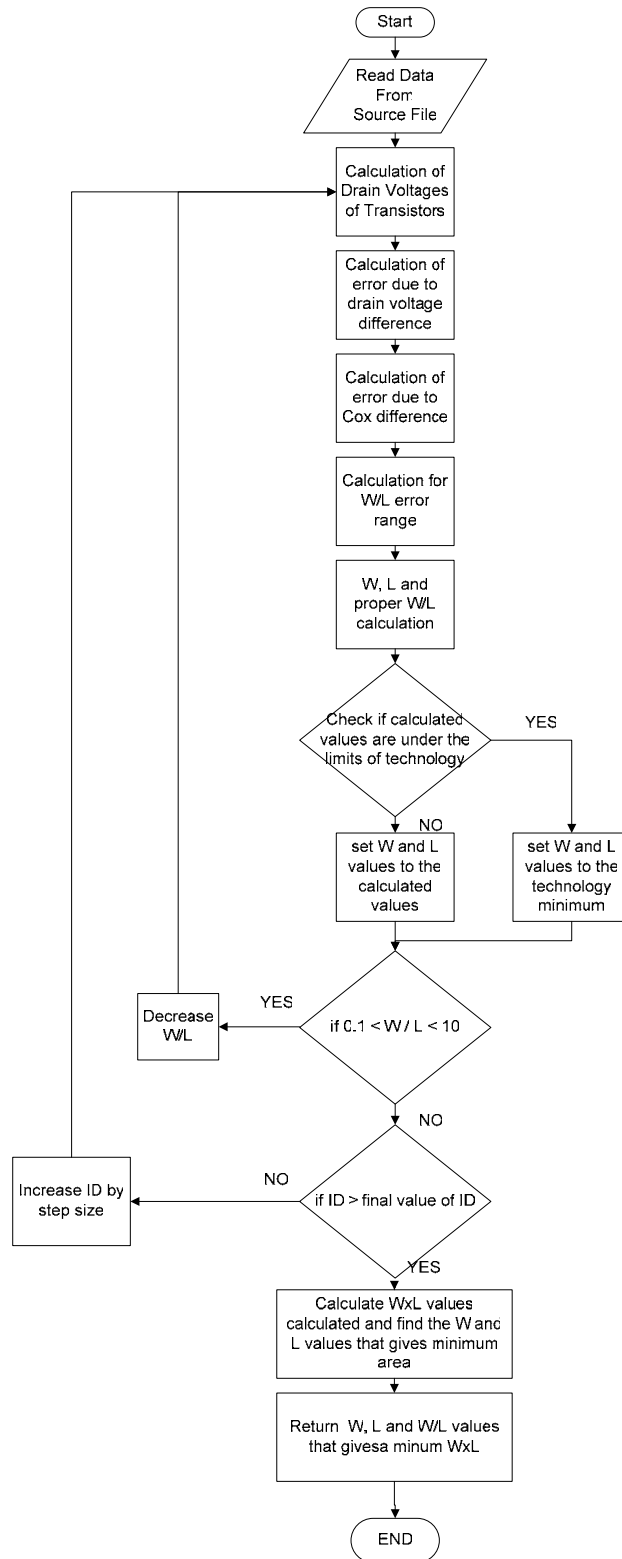 Start
Read Data
From
Source File
Calculation of
Drain Voltages
of Transistors
Calculation of
error due to
drain voltage
difference
Calculation of
error due to
Cox difference
Calculation for
W/L error
range
W, L and
proper W/L
calculation
Check if calculated
values are under the
limits of technology
YES
NO
set W and L
values to the
calculated
values
set W and L
values to the
technology
minimum
if 0.1 < W / L < 10
YES
Decrease
W/L
NO
if ID > final value of ID
NO
Increase ID by
step size
YES
Calculate WxL values
calculated and find the W and
L values that gives minimum
area
Return W, L and W/L values
that givesa minum WxL
END